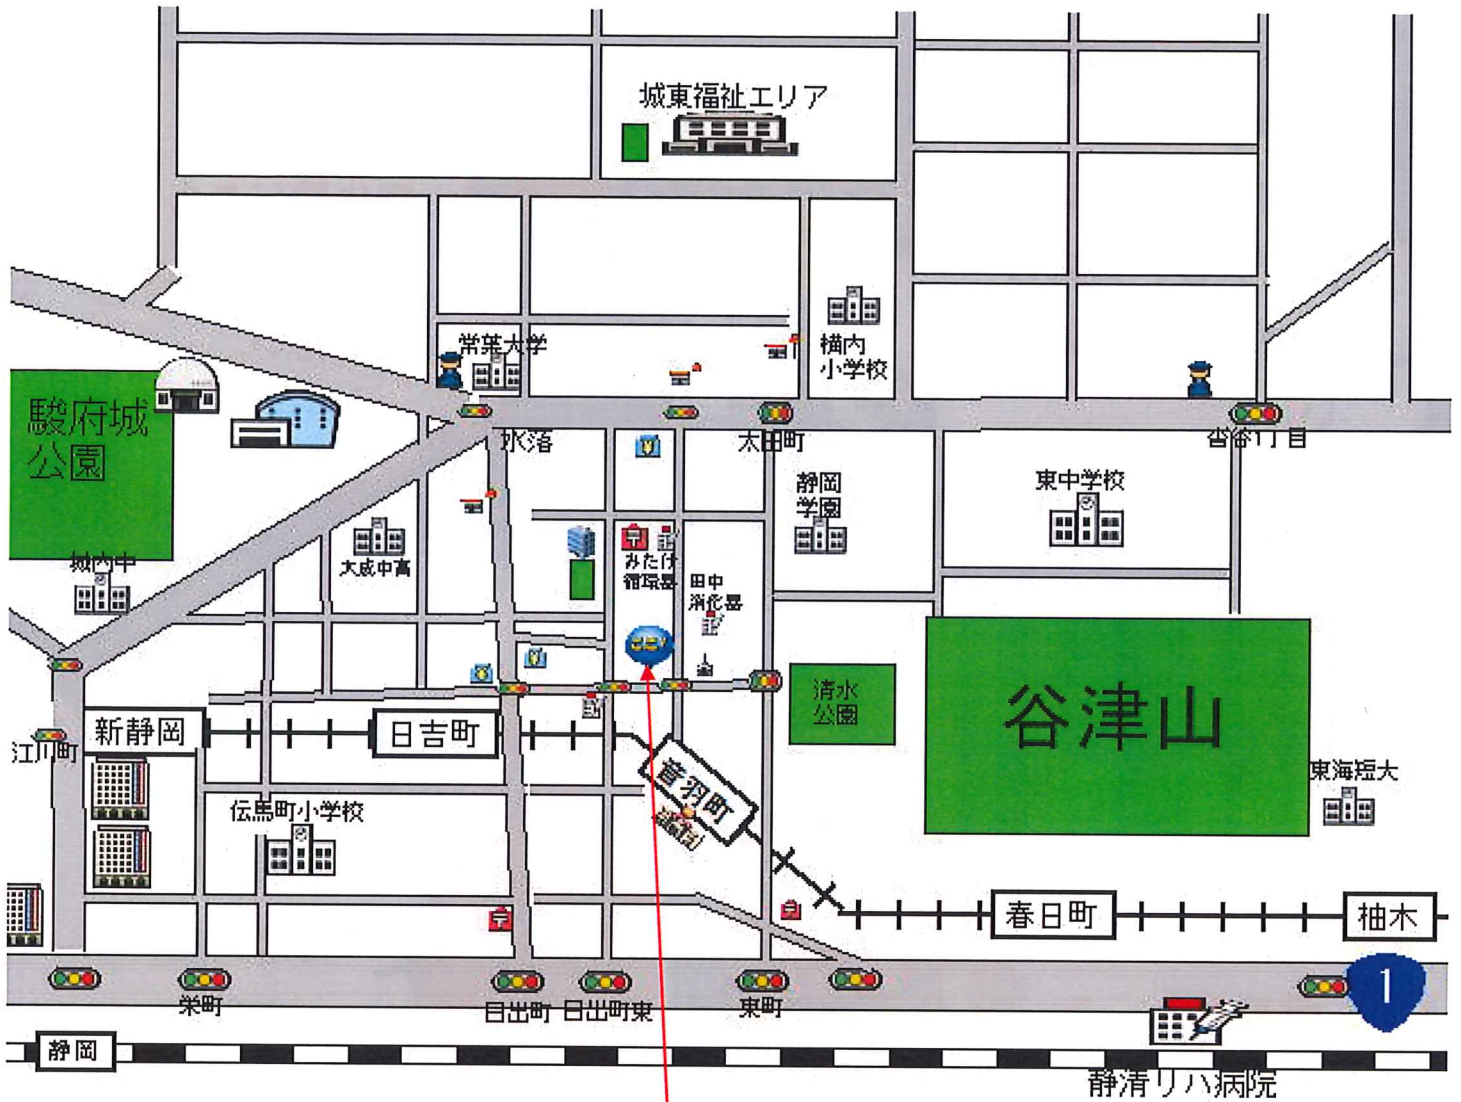 城東福祉エリア
常葉大学
横内
小学校
駿府城
公園
水落
太田町
沓谷1丁目
静岡
学園
東中学校
城内中
大成中高
みたけ
循環器
田中
消化器
清水
公園
谷津山
新静岡
日吉町
音羽町
江川町
東海短大
伝馬町小学校
春日町
柚木
1
栄町
日出町
日出町東
東町
静岡
静清リハ病院